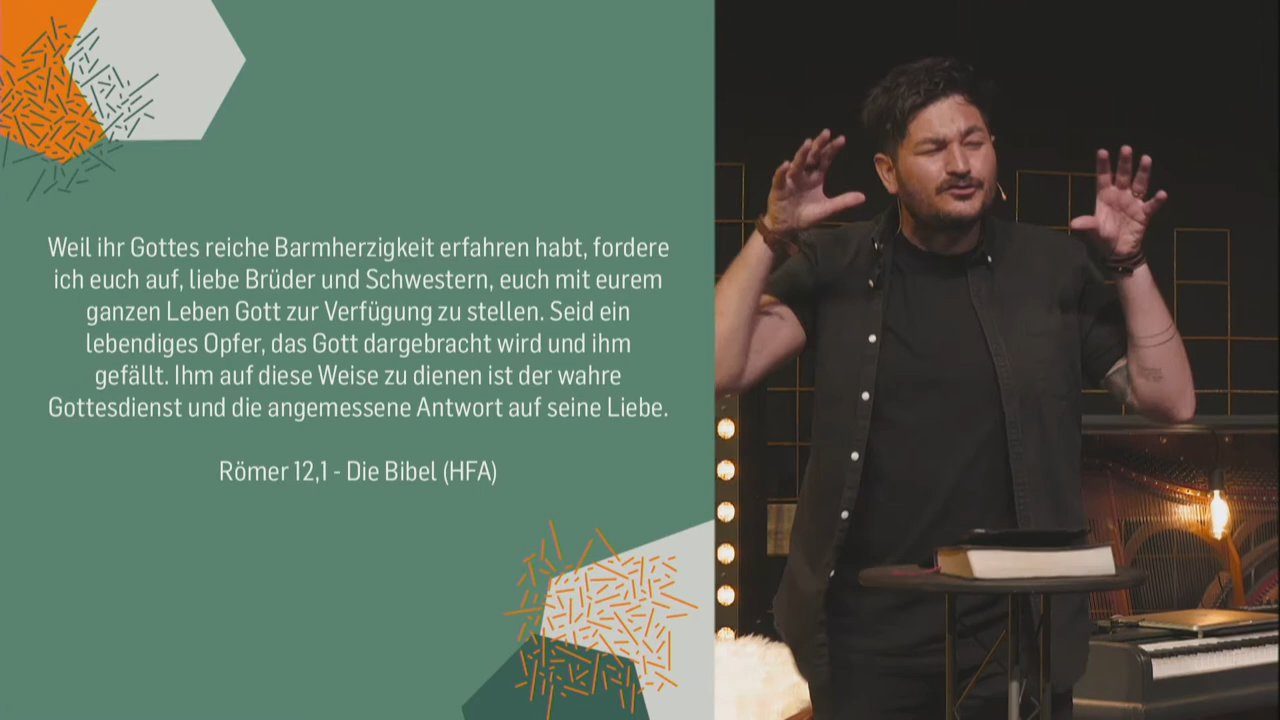 Weil ihr Gottes reiche Barmherzigkeit erfahren habt, fordere
ich euch auf, liebe Brüder und Schwestern, euch mit eurem
ganzen Leben Gott zur Verfügung zu stellen. Seid ein
lebendiges Opfer, das Gott dargebracht wird und ihm
gefällt. Ihm auf diese Weise zu dienen ist der wahre
Gottesdienst und die angemessene Antwort auf seine Liebe.
Römer 12,1 - Die Bibel (HFA)